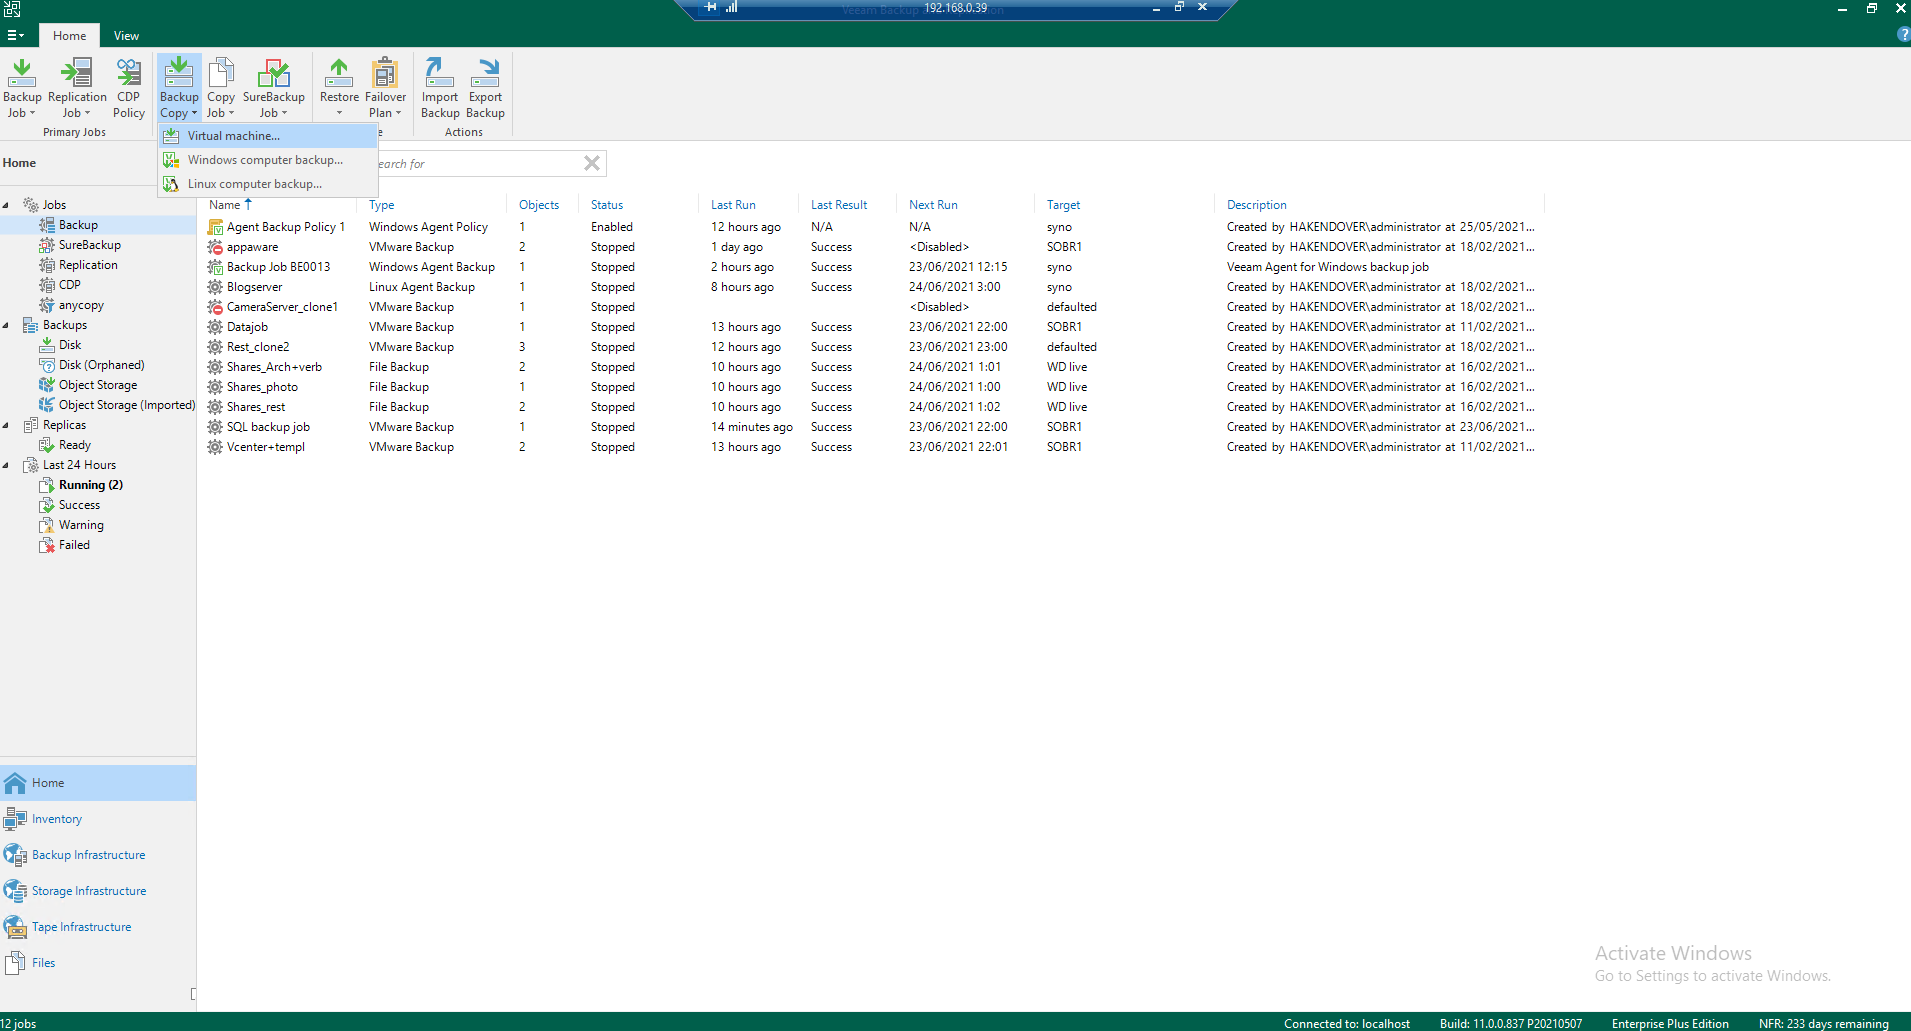 192.168.0.39
Home View
Backup Job Replication Job CDP Policy Backup Copy Copy Job SureBackup Job Restore Failover Plan Import Backup Export Backup
Primary Jobs Actions
Virtual machine...
Windows computer backup...
Linux computer backup...
Home
earch for
Jobs
Backup
SureBackup
Replication
CDP
anycopy
Backups
Disk
Disk (Orphaned)
Object Storage
Object Storage (Imported)
Replicas
Ready
Last 24 Hours
Running (2)
Success
Warning
Failed
Name Type Objects Status Last Run Last Result Next Run Target Description
Agent Backup Policy 1 Windows Agent Policy 1 Enabled 12 hours ago N/A N/A syno Created by HAKENDOVER\administrator at 25/05/2021...
appaware VMware Backup 2 Stopped 1 day ago Success <Disabled> SOBR1 Created by HAKENDOVER\administrator at 18/02/2021...
Backup Job BE0013 Windows Agent Backup 1 Stopped 2 hours ago Success 23/06/2021 12:15 syno Veeam Agent for Windows backup job
Blogserver Linux Agent Backup 1 Stopped 8 hours ago Success 24/06/2021 3:00 syno Created by HAKENDOVER\administrator at 18/02/2021...
CameraServer_clone1 VMware Backup 1 Stopped <Disabled> defaulted Created by HAKENDOVER\administrator at 18/02/2021...
Datajob VMware Backup 1 Stopped 13 hours ago Success 23/06/2021 22:00 SOBR1 Created by HAKENDOVER\administrator at 11/02/2021...
Rest_clone2 VMware Backup 3 Stopped 12 hours ago Success 23/06/2021 23:00 defaulted Created by HAKENDOVER\administrator at 18/02/2021...
Shares_Arch+verb File Backup 2 Stopped 10 hours ago Success 24/06/2021 1:01 WD live Created by HAKENDOVER\administrator at 16/02/2021...
Shares_photo File Backup 1 Stopped 10 hours ago Success 24/06/2021 1:00 WD live Created by HAKENDOVER\administrator at 16/02/2021...
Shares_rest File Backup 2 Stopped 10 hours ago Success 24/06/2021 1:02 WD live Created by HAKENDOVER\administrator at 16/02/2021...
SQL backup job VMware Backup 1 Stopped 14 minutes ago Success 23/06/2021 22:00 SOBR1 Created by HAKENDOVER\administrator at 23/06/2021...
Vcenter+templ VMware Backup 2 Stopped 13 hours ago Success 23/06/2021 22:01 SOBR1 Created by HAKENDOVER\administrator at 11/02/2021...
Home
Inventory
Backup Infrastructure
Storage Infrastructure
Tape Infrastructure
Files
Activate Windows
Go to Settings to activate Windows.
12 jobs Connected to: localhost Build: 11.0.0.837 P20210507 Enterprise Plus Edition NFR: 233 days remaining